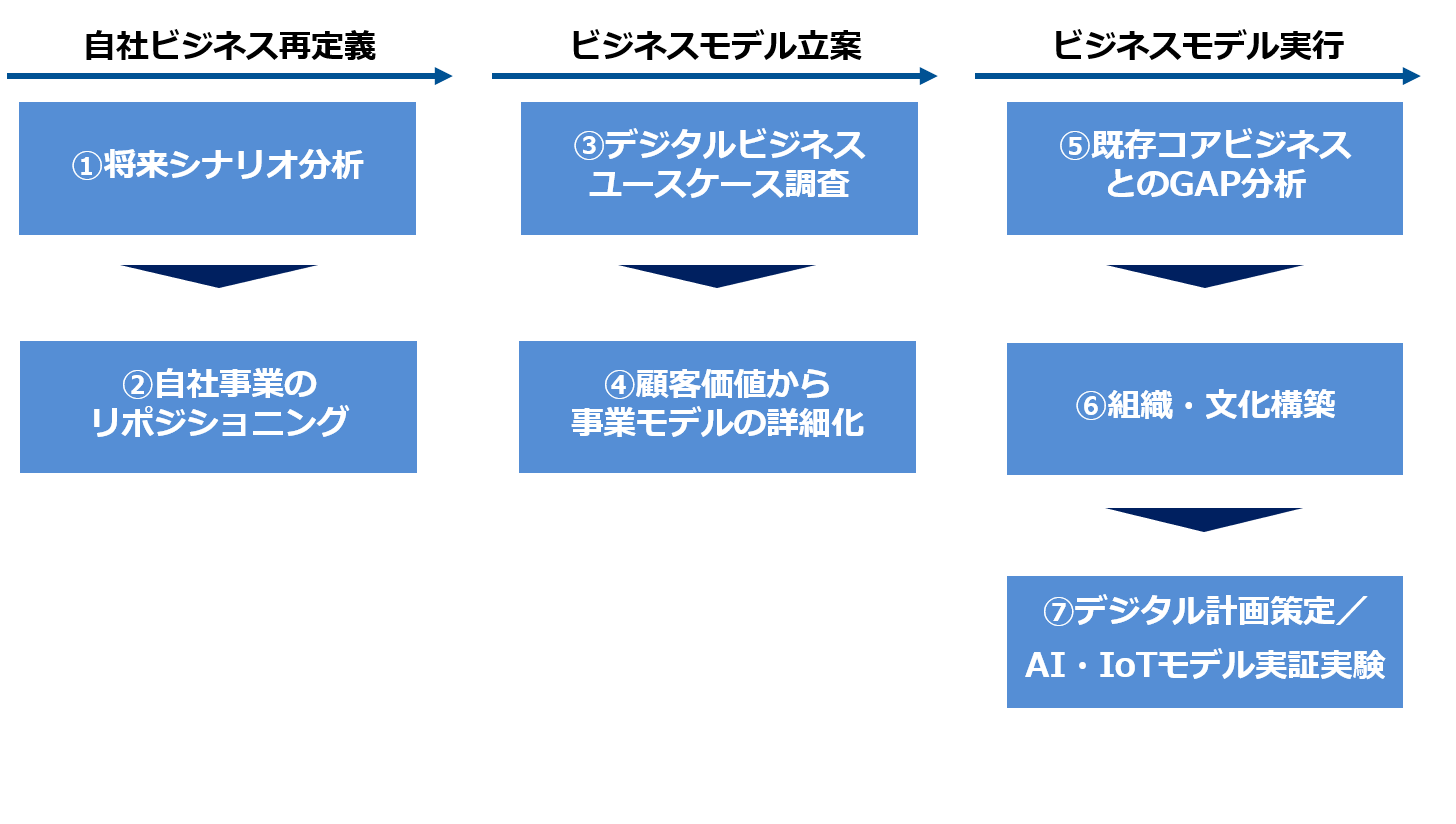 自社ビジネス再定義
①将来シナリオ分析
②自社事業の
リポジショニング
ビジネスモデル立案
③デジタルビジネス
ユースケース調査
④顧客価値から
事業モデルの詳細化
ビジネスモデル実行
⑤既存コアビジネス
とのGAP分析
⑥組織・文化構築
⑦デジタル計画策定／
AI・IoTモデル実証実験